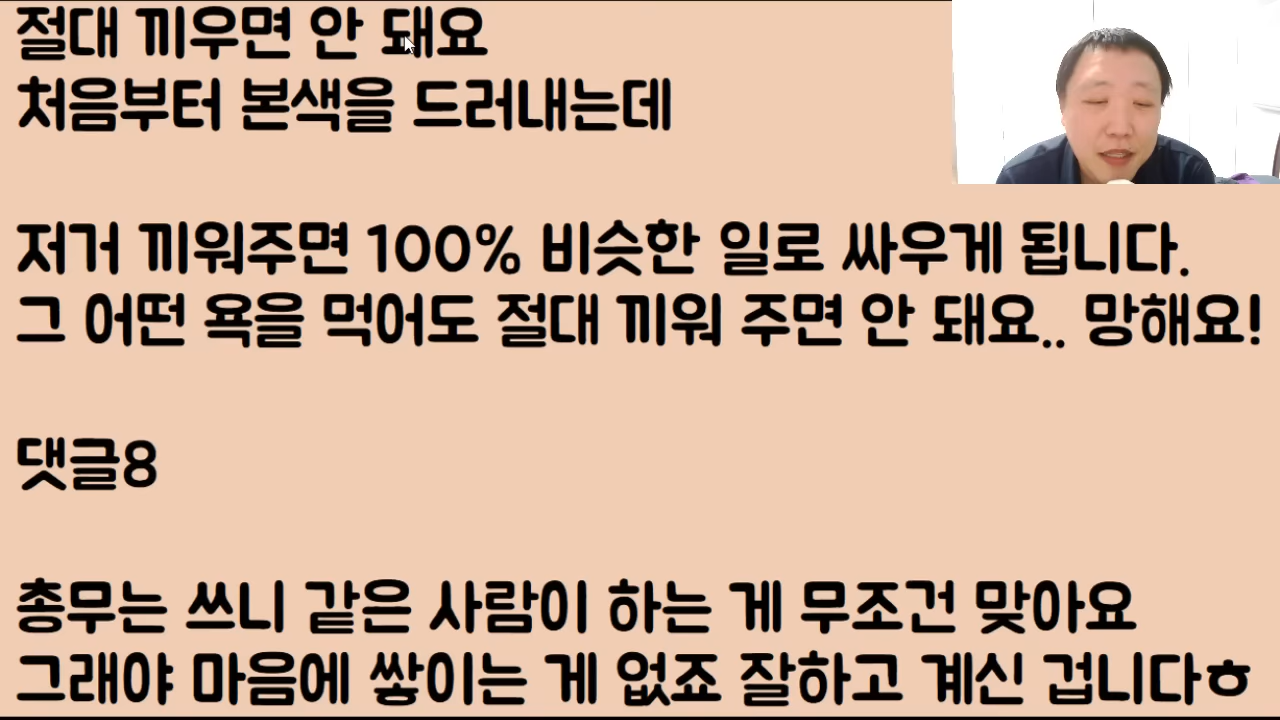 절대 끼우면 안 돼요
처음부터 본색을 드러내는데
저거 끼워주면 100% 비슷한 일로 싸우게 됩니다.
그 어떤 욕을 먹어도 절대 끼워 주면 안 돼요.. 망해요!
댓글8
총무는 쓰니 같은 사람이 하는 게 무조건 맞아요
그래야 마음에 쌓이는 게 없죠 잘하고 계신 겁니다ㅎ